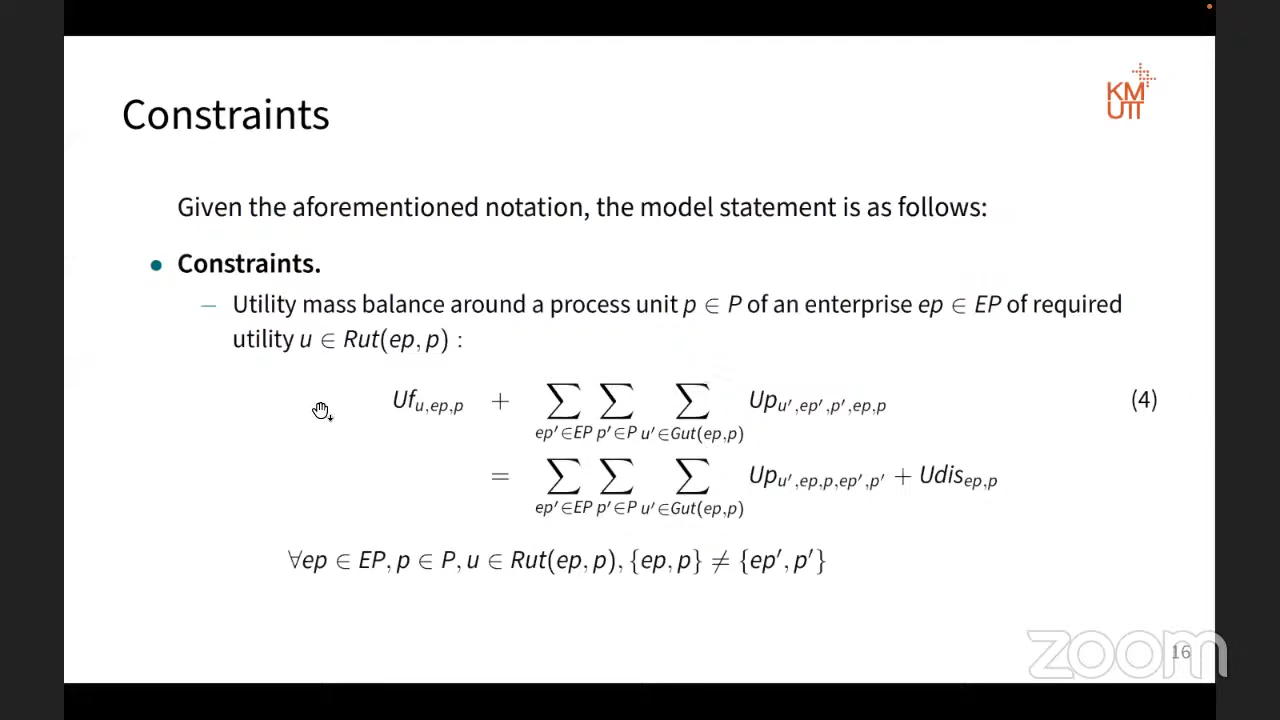 Constraints
KM
UTT
Given the aforementioned notation, the model statement is as follows:
• Constraints.
– Utility mass balance around a process unit p ∈ P of an enterprise ep ∈ EP of required
utility u ∈ Rut(ep, p) :
Uf_{u,ep,p} + ∑_{ep′∈EP} ∑_{p′∈P} ∑_{u′∈Gut(ep,p)} Up_{u′,ep′,p′,ep,p} (4)
= ∑_{ep′∈EP} ∑_{p′∈P} ∑_{u′∈Gut(ep,p)} Up_{u′,ep,p,ep′,p′} + Udis_{ep,p}
∀ep ∈ EP, p ∈ P, u ∈ Rut(ep, p), {ep, p} ≠ {ep′, p′}
zoom
16